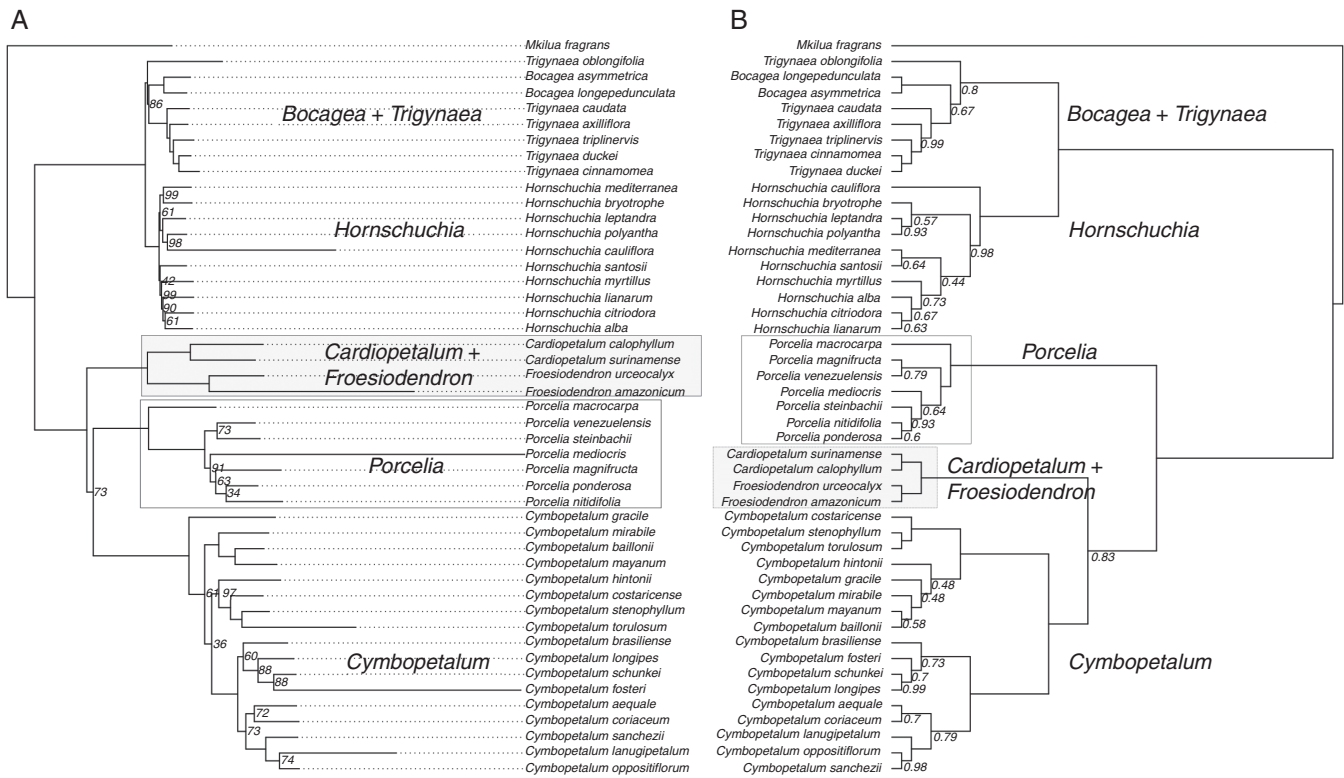 A
Mkilua fragrans
Trigynaea oblongifolia
Bocagea asymmetrica
Bocagea longepedunculata
86
Bocagea + Trigynaea
Trigynaea caudata
Trigynaea axilliflora
Trigynaea triplinervis
Trigynaea duckei
Trigynaea cinnamomea
Hornschuchia mediterranea
99
Hornschuchia bryotrophe
61
Hornschuchia leptandra
Hornschuchia
Hornschuchia polyantha
98
Hornschuchia cauliflora
Hornschuchia santosii
42
Hornschuchia myrtillus
99
Hornschuchia lianarum
90
Hornschuchia citriodora
61
Hornschuchia alba
Cardiopetalum calophyllum
Cardiopetalum +
Cardiopetalum surinamense
Froesiodendron
Froesiodendron urceocalyx
Froesiodendron amazonicum
Porcelia macrocarpa
Porcelia venezuelensis
73
Porcelia steinbachii
Porcelia mediocris
Porcelia
91
Porcelia magnifructa
63
Porcelia ponderosa
34
Porcelia nitidifolia
73
Cymbopetalum gracile
Cymbopetalum mirabile
Cymbopetalum baillonii
Cymbopetalum mayanum
Cymbopetalum hintonii
61 97
Cymbopetalum costaricense
Cymbopetalum stenophyllum
Cymbopetalum torulosum
36
Cymbopetalum brasiliense
60
Cymbopetalum longipes
Cymbopetalum
88
Cymbopetalum schunkei
88
Cymbopetalum fosteri
Cymbopetalum aequale
72
Cymbopetalum coriaceum
73
Cymbopetalum sanchezii
Cymbopetalum lanugipetalum
74
Cymbopetalum oppositiflorum
B
Mkilua fragrans
Trigynaea oblongifolia
Bocagea longepedunculata
0.8
Bocagea asymmetrica
Trigynaea caudata
0.67
Bocagea + Trigynaea
Trigynaea axilliflora
Trigynaea triplinervis
0.99
Trigynaea cinnamomea
Trigynaea duckei
Hornschuchia cauliflora
Hornschuchia bryotrophe
Hornschuchia leptandra
0.57
Hornschuchia polyantha
0.93
Hornschuchia
Hornschuchia mediterranea
0.98
Hornschuchia santosii
0.64
Hornschuchia myrtillus
0.44
Hornschuchia alba
0.73
Hornschuchia citriodora
0.67
Hornschuchia lianarum
0.63
Porcelia macrocarpa
Porcelia
Porcelia magnifructa
Porcelia venezuelensis
0.79
Porcelia mediocris
Porcelia steinbachii
0.64
Porcelia nitidifolia
0.93
Porcelia ponderosa
0.6
Cardiopetalum surinamense
Cardiopetalum calophyllum
Cardiopetalum +
Froesiodendron urceocalyx
Froesiodendron
Froesiodendron amazonicum
Cymbopetalum costaricense
Cymbopetalum stenophyllum
Cymbopetalum torulosum
0.83
Cymbopetalum hintonii
Cymbopetalum gracile
0.48
Cymbopetalum mirabile
0.48
Cymbopetalum mayanum
Cymbopetalum baillonii
0.58
Cymbopetalum brasiliense
Cymbopetalum fosteri
0.73
Cymbopetalum
Cymbopetalum schunkei
0.7
Cymbopetalum longipes
0.99
Cymbopetalum aequale
Cymbopetalum coriaceum
0.7
Cymbopetalum lanugipetalum
0.79
Cymbopetalum oppositiflorum
Cymbopetalum sanchezii
0.98